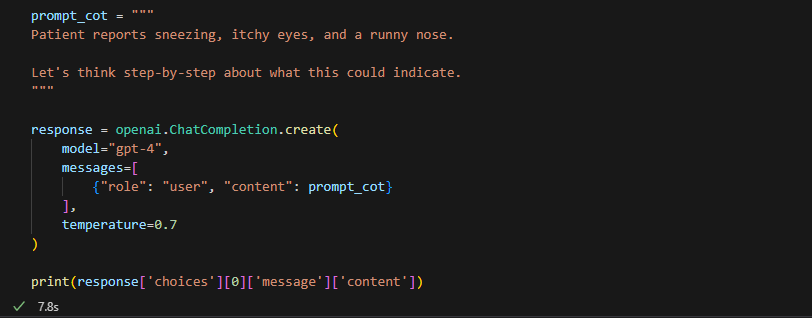 prompt_cot = """
Patient reports sneezing, itchy eyes, and a runny nose.

Let's think step-by-step about what this could indicate.
"""

response = openai.ChatCompletion.create(
    model="gpt-4",
    messages=[
        {"role": "user", "content": prompt_cot}
    ],
    temperature=0.7
)

print(response['choices'][0]['message']['content'])
✓ 7.8s